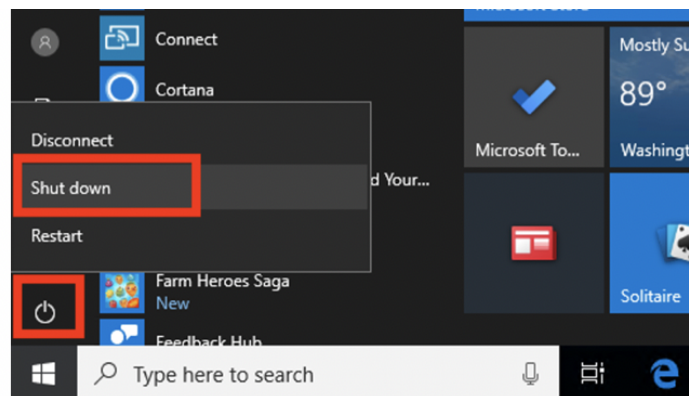 Connect
Cortana
Disconnect
Shut down
d Your...
Restart
Farm Heroes Saga
New
Feedback Hub
Type here to search
Microsoft To...
Mostly Su
89°
Washingt
Solitaire